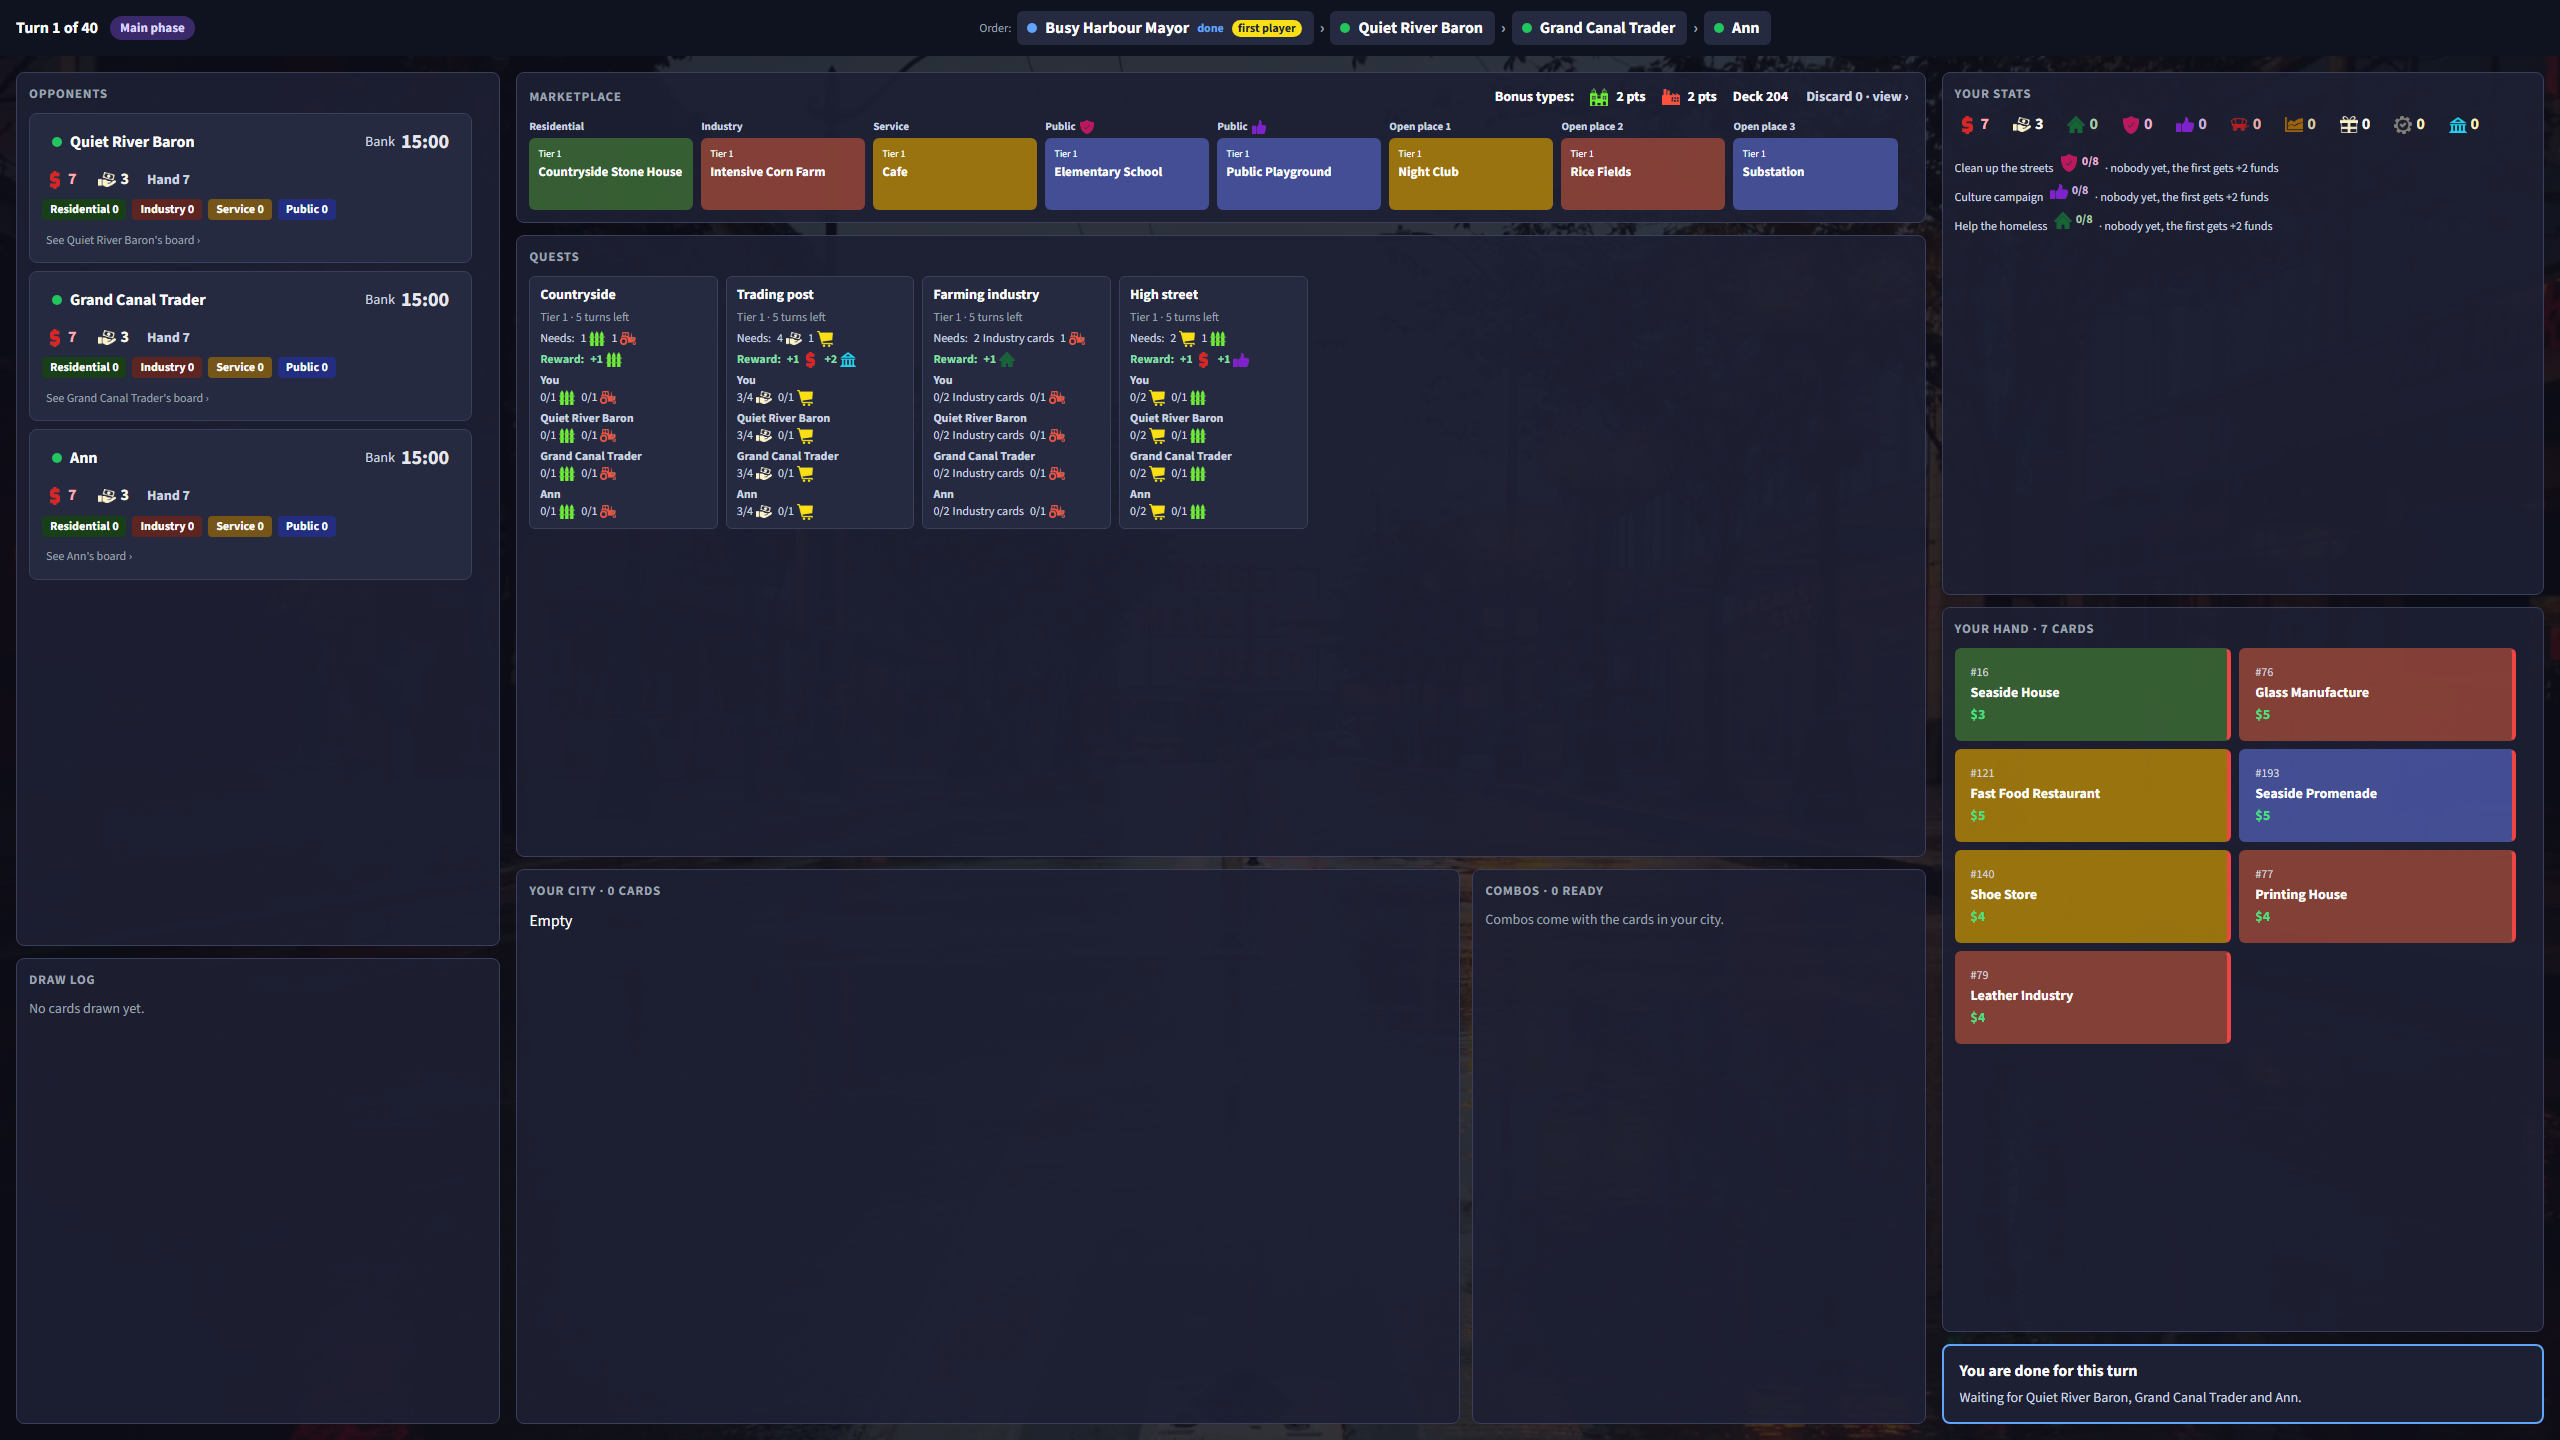 Turn 1 of 40
Main phase
Order:
Busy Harbour Mayor done first player
›
Quiet River Baron
›
Grand Canal Trader
›
Ann
OPPONENTS
Quiet River Baron
Bank 15:00
7 3 Hand 7
Residential 0 Industry 0 Service 0 Public 0
See Quiet River Baron's board ›
Grand Canal Trader
Bank 15:00
7 3 Hand 7
Residential 0 Industry 0 Service 0 Public 0
See Grand Canal Trader's board ›
Ann
Bank 15:00
7 3 Hand 7
Residential 0 Industry 0 Service 0 Public 0
See Ann's board ›
DRAW LOG
No cards drawn yet.
MARKETPLACE
Bonus types: 2 pts 2 pts Deck 204 Discard 0 · view ›
Residential
Tier 1
Countryside Stone House
Industry
Tier 1
Intensive Corn Farm
Service
Tier 1
Cafe
Public
Tier 1
Elementary School
Public
Tier 1
Public Playground
Open place 1
Tier 1
Night Club
Open place 2
Tier 1
Rice Fields
Open place 3
Tier 1
Substation
QUESTS
Countryside
Tier 1 · 5 turns left
Needs: 1 1
Reward: +1
You
0/1 0/1
Quiet River Baron
0/1 0/1
Grand Canal Trader
0/1 0/1
Ann
0/1 0/1
Trading post
Tier 1 · 5 turns left
Needs: 4 1
Reward: +1 +2
You
3/4 0/1
Quiet River Baron
3/4 0/1
Grand Canal Trader
3/4 0/1
Ann
3/4 0/1
Farming industry
Tier 1 · 5 turns left
Needs: 2 Industry cards 1
Reward: +1
You
0/2 Industry cards 0/1
Quiet River Baron
0/2 Industry cards 0/1
Grand Canal Trader
0/2 Industry cards 0/1
Ann
0/2 Industry cards 0/1
High street
Tier 1 · 5 turns left
Needs: 2 1
Reward: +1 +1
You
0/2 0/1
Quiet River Baron
0/2 0/1
Grand Canal Trader
0/2 0/1
Ann
0/2 0/1
YOUR CITY · 0 CARDS
Empty
COMBOS · 0 READY
Combos come with the cards in your city.
YOUR STATS
7 3 0 0 0 0 0 0 0 0
Clean up the streets 0/8 · nobody yet, the first gets +2 funds
Culture campaign 0/8 · nobody yet, the first gets +2 funds
Help the homeless 0/8 · nobody yet, the first gets +2 funds
YOUR HAND · 7 CARDS
#16
Seaside House
$3
#76
Glass Manufacture
$5
#121
Fast Food Restaurant
$5
#193
Seaside Promenade
$5
#140
Shoe Store
$4
#77
Printing House
$4
#79
Leather Industry
$4
You are done for this turn
Waiting for Quiet River Baron, Grand Canal Trader and Ann.